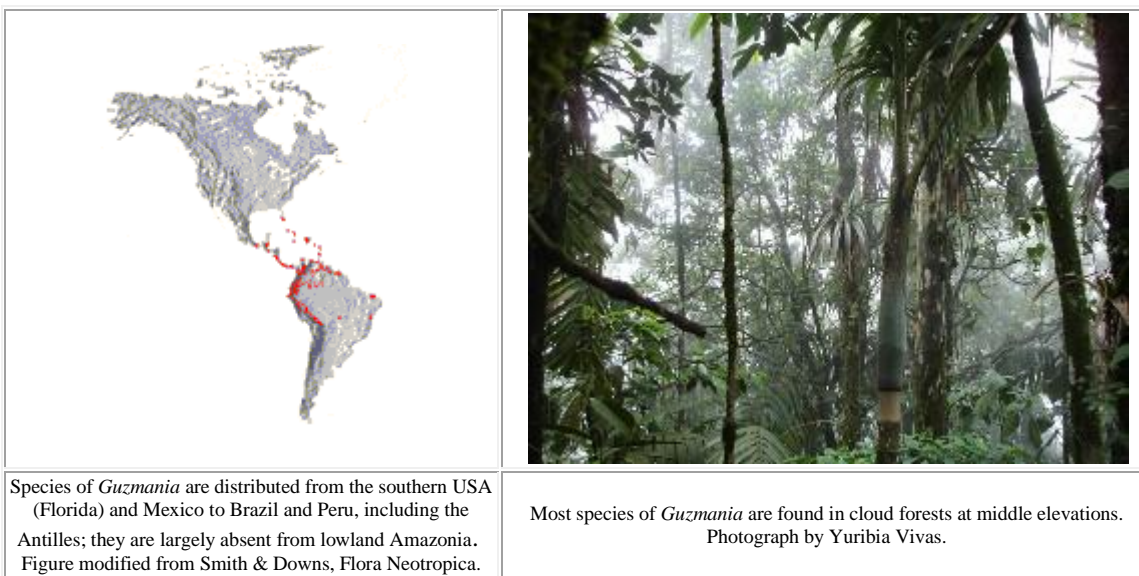 Species of Guzmania are distributed from the southern USA
(Florida) and Mexico to Brazil and Peru, including the
Antilles; they are largely absent from lowland Amazonia.
Figure modified from Smith & Downs, Flora Neotropica.
Most species of Guzmania are found in cloud forests at middle elevations.
Photograph by Yuribia Vivas.